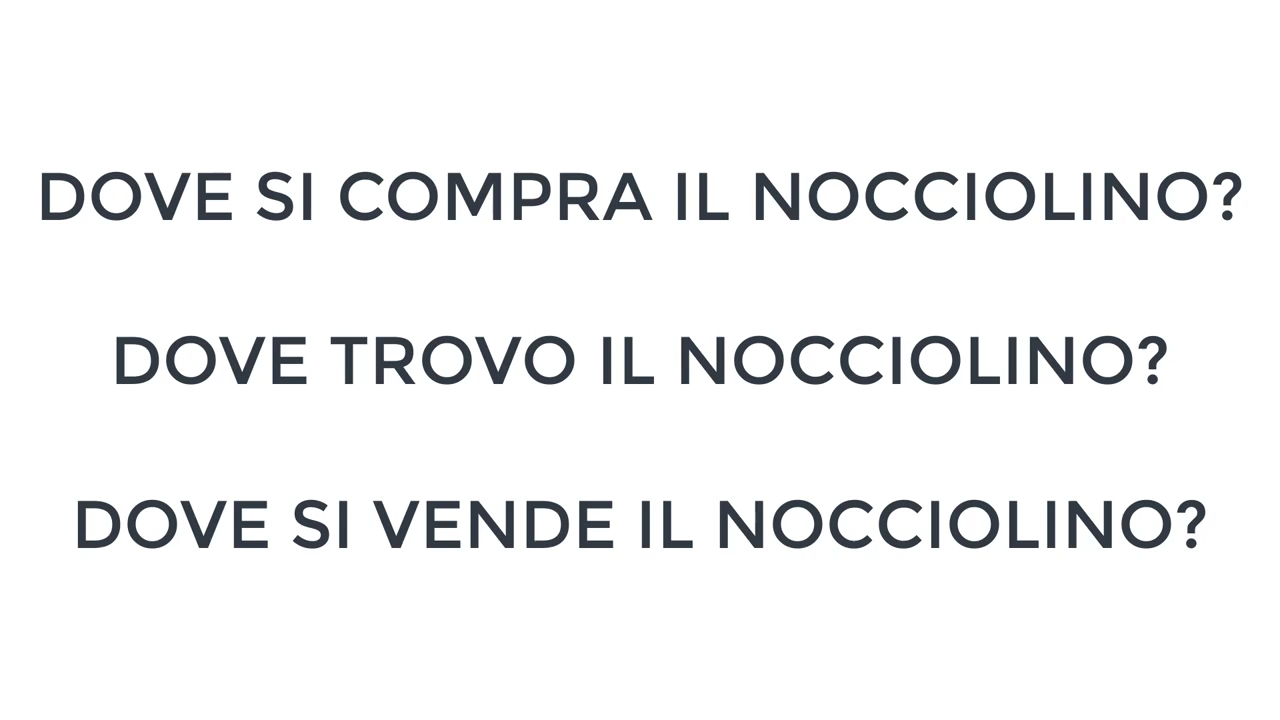 DOVE SI COMPRA IL NOCCIOLINO?
DOVE TROVO IL NOCCIOLINO?
DOVE SI VENDE IL NOCCIOLINO?